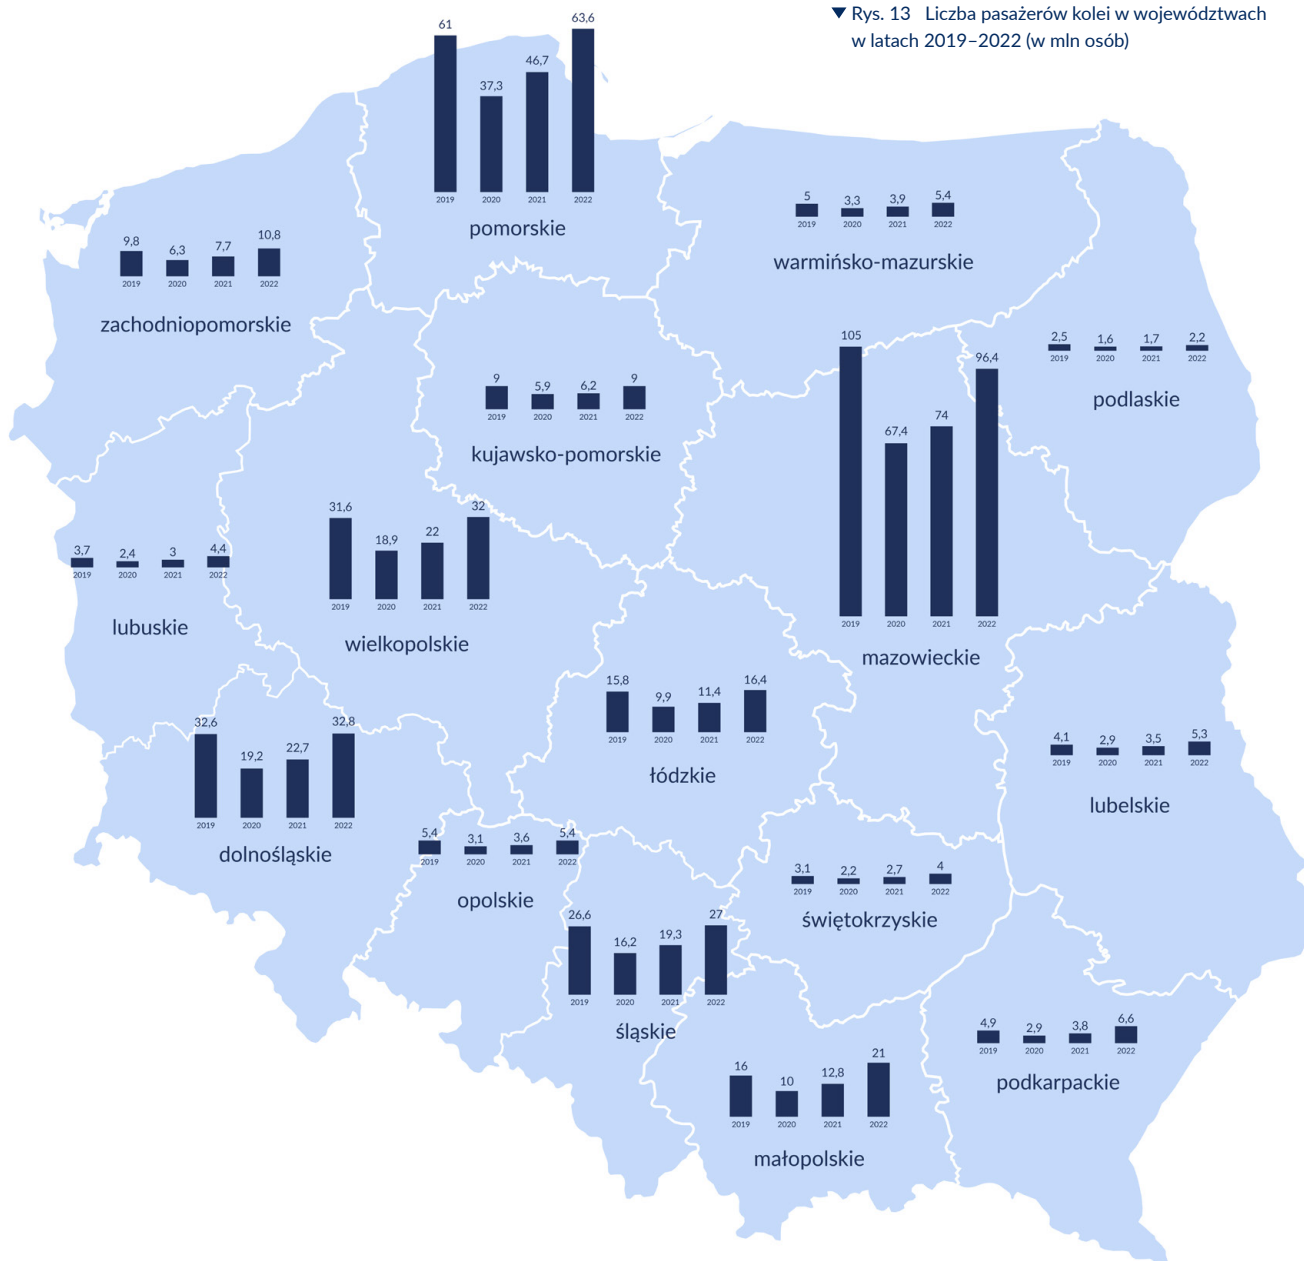 ▼ Rys. 13 Liczba pasażerów kolei w województwach
w latach 2019–2022 (w mln osób)
61 37,3 46,7 63,6
2019 2020 2021 2022
pomorskie
5 3,3 3,9 5,4
2019 2020 2021 2022
warmińsko-mazurskie
9,8 6,3 7,7 10,8
2019 2020 2021 2022
zachodniopomorskie
2,5 1,6 1,7 2,2
2019 2020 2021 2022
podlaskie
9 5,9 6,2 9
2019 2020 2021 2022
kujawsko-pomorskie
105 67,4 74 96,4
2019 2020 2021 2022
mazowieckie
3,7 2,4 3 4,4
2019 2020 2021 2022
lubuskie
31,6 18,9 22 32
2019 2020 2021 2022
wielkopolskie
15,8 9,9 11,4 16,4
2019 2020 2021 2022
łódzkie
4,1 2,9 3,5 5,3
2019 2020 2021 2022
lubelskie
32,6 19,2 22,7 32,8
2019 2020 2021 2022
dolnośląskie
5,4 3,1 3,6 5,4
2019 2020 2021 2022
opolskie
3,1 2,2 2,7 4
2019 2020 2021 2022
świętokrzyskie
26,6 16,2 19,3 27
2019 2020 2021 2022
śląskie
4,9 2,9 3,8 6,6
2019 2020 2021 2022
podkarpackie
16 10 12,8 21
2019 2020 2021 2022
małopolskie